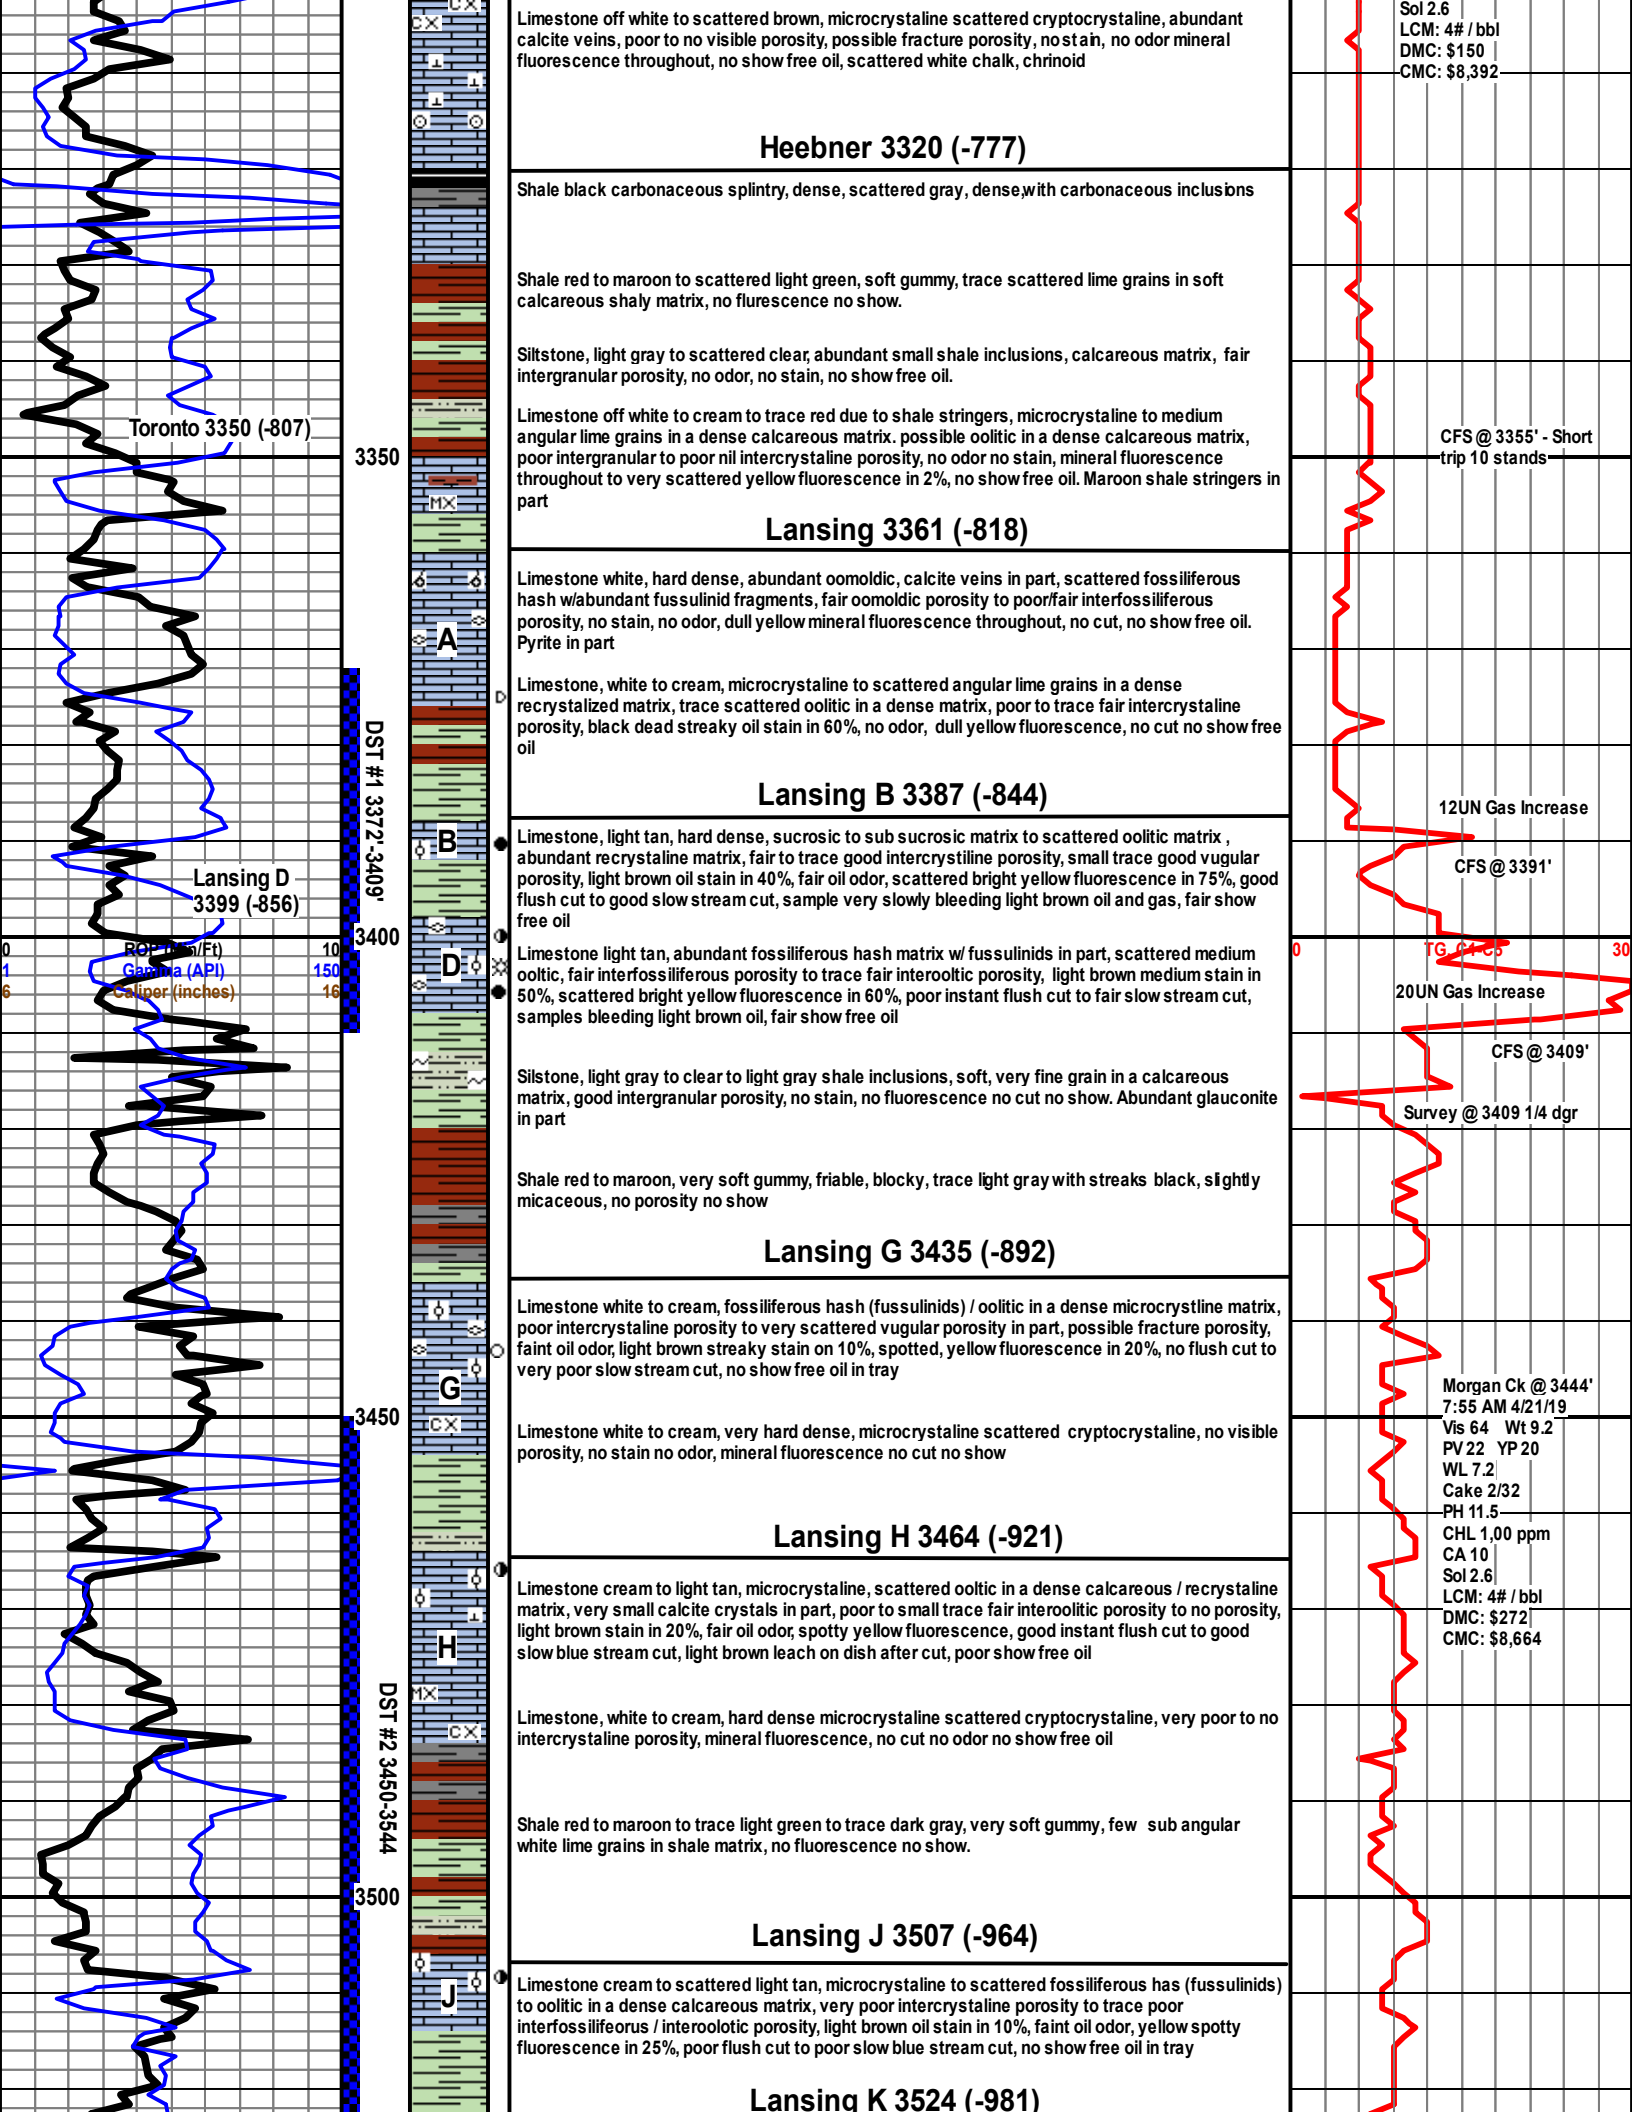 CX
CX
Limestone off white to scattered brown, microcrystaline scattered cryptocrystaline, abundant
calcite veins, poor to no visible porosity, possible fracture porosity, no stain, no odor mineral
fluorescence throughout, no show free oil, scattered white chalk, chrinoid
Sol 2.6
LCM: 4# / bbl
DMC: $150
CMC: $8,392
Heebner 3320 (-777)
Shale black carbonaceous splintry, dense, scattered gray, dense,with carbonaceous inclusions
Shale red to maroon to scattered light green, soft gummy, trace scattered lime grains in soft
calcareous shaly matrix, no flurescence no show.
Siltstone, light gray to scattered clear, abundant small shale inclusions, calcareous matrix, fair
intergranular porosity, no odor, no stain, no show free oil.
Toronto 3350 (-807)
3350
Limestone off white to cream to trace red due to shale stringers, microcrystaline to medium
angular lime grains in a dense calcareous matrix. possible oolitic in a dense calcareous matrix,
poor intergranular to poor nil intercrystaline porosity, no odor no stain, mineral fluorescence
throughout to very scattered yellow fluorescence in 2%, no show free oil. Maroon shale stringers in
part
MX
CFS @ 3355' - Short
trip 10 stands
Lansing 3361 (-818)
Limestone white, hard dense, abundant oomoldic, calcite veins in part, scattered fossiliferous
hash w/abundant fussulinid fragments, fair oomoldic porosity to poor/fair interfossiliferous
porosity, no stain, no odor, dull yellow mineral fluorescence throughout, no cut, no show free oil.
Pyrite in part
A
D
Limestone, white to cream, microcrystaline to scattered angular lime grains in a dense
recrystalized matrix, trace scattered oolitic in a dense matrix, poor to trace fair intercrystaline
porosity, black dead streaky oil stain in 60%, no odor, dull yellow fluorescence, no cut no show free
oil
DST #1 3372'-3409'
Lansing B 3387 (-844)
12UN Gas Increase
B
Limestone, light tan, hard dense, sucrosic to sub sucrosic matrix to scattered oolitic matrix ,
abundant recrystaline matrix, fair to trace good intercrystiline porosity, small trace good vugular
porosity, light brown oil stain in 40%, fair oil odor, scattered bright yellow fluorescence in 75%, good
flush cut to good slow stream cut, sample very slowly bleeding light brown oil and gas, fair show
free oil
CFS @ 3391'
Lansing D
3399 (-856)
3400
0 10
1 Gamma (API) 150
6 Caliper (inches) 16
0 TG, C1-C5 30
D
Limestone light tan, abundant fossiliferous hash matrix w/ fussulinids in part, scattered medium
ooltic, fair interfossiliferous porosity to trace fair interooltic porosity, light brown medium stain in
50%, scattered bright yellow fluorescence in 60%, poor instant flush cut to fair slow stream cut,
samples bleeding light brown oil, fair show free oil
20UN Gas Increase
CFS @ 3409'
Silstone, light gray to clear to light gray shale inclusions, soft, very fine grain in a calcareous
matrix, good intergranular porosity, no stain, no fluorescence no cut no show. Abundant glauconite
in part
Survey @ 3409 1/4 dgr
Shale red to maroon, very soft gummy, friable, blocky, trace light gray with streaks black, slightly
micaceous, no porosity no show
Lansing G 3435 (-892)
Limestone white to cream, fossiliferous hash (fussulinids) / oolitic in a dense microcrystline matrix,
poor intercrystaline porosity to very scattered vugular porosity in part, possible fracture porosity,
faint oil odor, light brown streaky stain on 10%, spotted, yellow fluorescence in 20%, no flush cut to
very poor slow stream cut, no show free oil in tray
G
CX
3450
Limestone white to cream, very hard dense, microcrystaline scattered cryptocrystaline, no visible
porosity, no stain no odor, mineral fluorescence no cut no show
Morgan Ck @ 3444'
7:55 AM 4/21/19
Vis 64 Wt 9.2
PV 22 YP 20
WL 7.2
Cake 2/32
PH 11.5
CHL 1,00 ppm
CA 10
Sol 2.6
LCM: 4# / bbl
DMC: $272
CMC: $8,664
Lansing H 3464 (-921)
Limestone cream to light tan, microcrystaline, scattered ooltic in a dense calcareous / recrystaline
matrix, very small calcite crystals in part, poor to small trace fair interoolitic porosity to no porosity,
light brown stain in 20%, fair oil odor, spotty yellow fluorescence, good instant flush cut to good
slow blue stream cut, light brown leach on dish after cut, poor show free oil
H
MX
CX
Limestone, white to cream, hard dense microcrystaline scattered cryptocrystaline, very poor to no
intercrystaline porosity, mineral fluorescence, no cut no odor no show free oil
DST #2 3450-3544
Shale red to maroon to trace light green to trace dark gray, very soft gummy, few sub angular
white lime grains in shale matrix, no fluorescence no show.
3500
Lansing J 3507 (-964)
J
Limestone cream to scattered light tan, microcrystaline to scattered fossiliferous has (fussulinids)
to oolitic in a dense calcareous matrix, very poor intercrystaline porosity to trace poor
interfossilifeorus / interoolotic porosity, light brown oil stain in 10%, faint oil odor, yellow spotty
fluorescence in 25%, poor flush cut to poor slow blue stream cut, no show free oil in tray
Lansing K 3524 (-981)